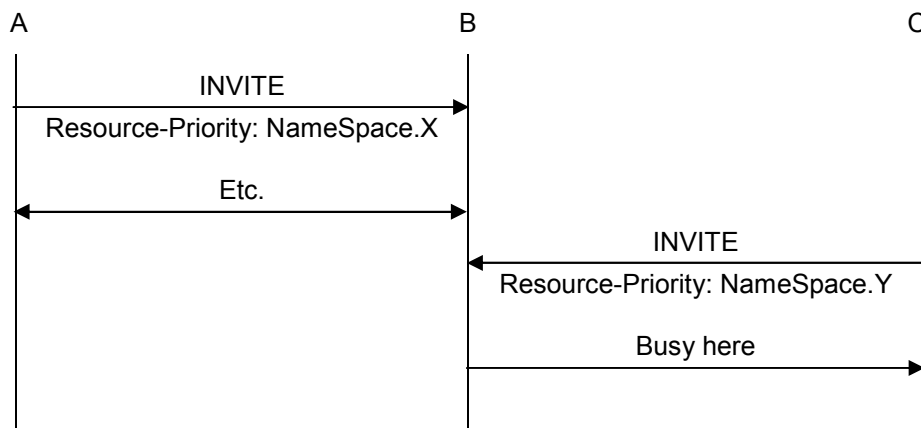 A
B
C
INVITE
Resource-Priority: NameSpace.X
Etc.
INVITE
Resource-Priority: NameSpace.Y
Busy here